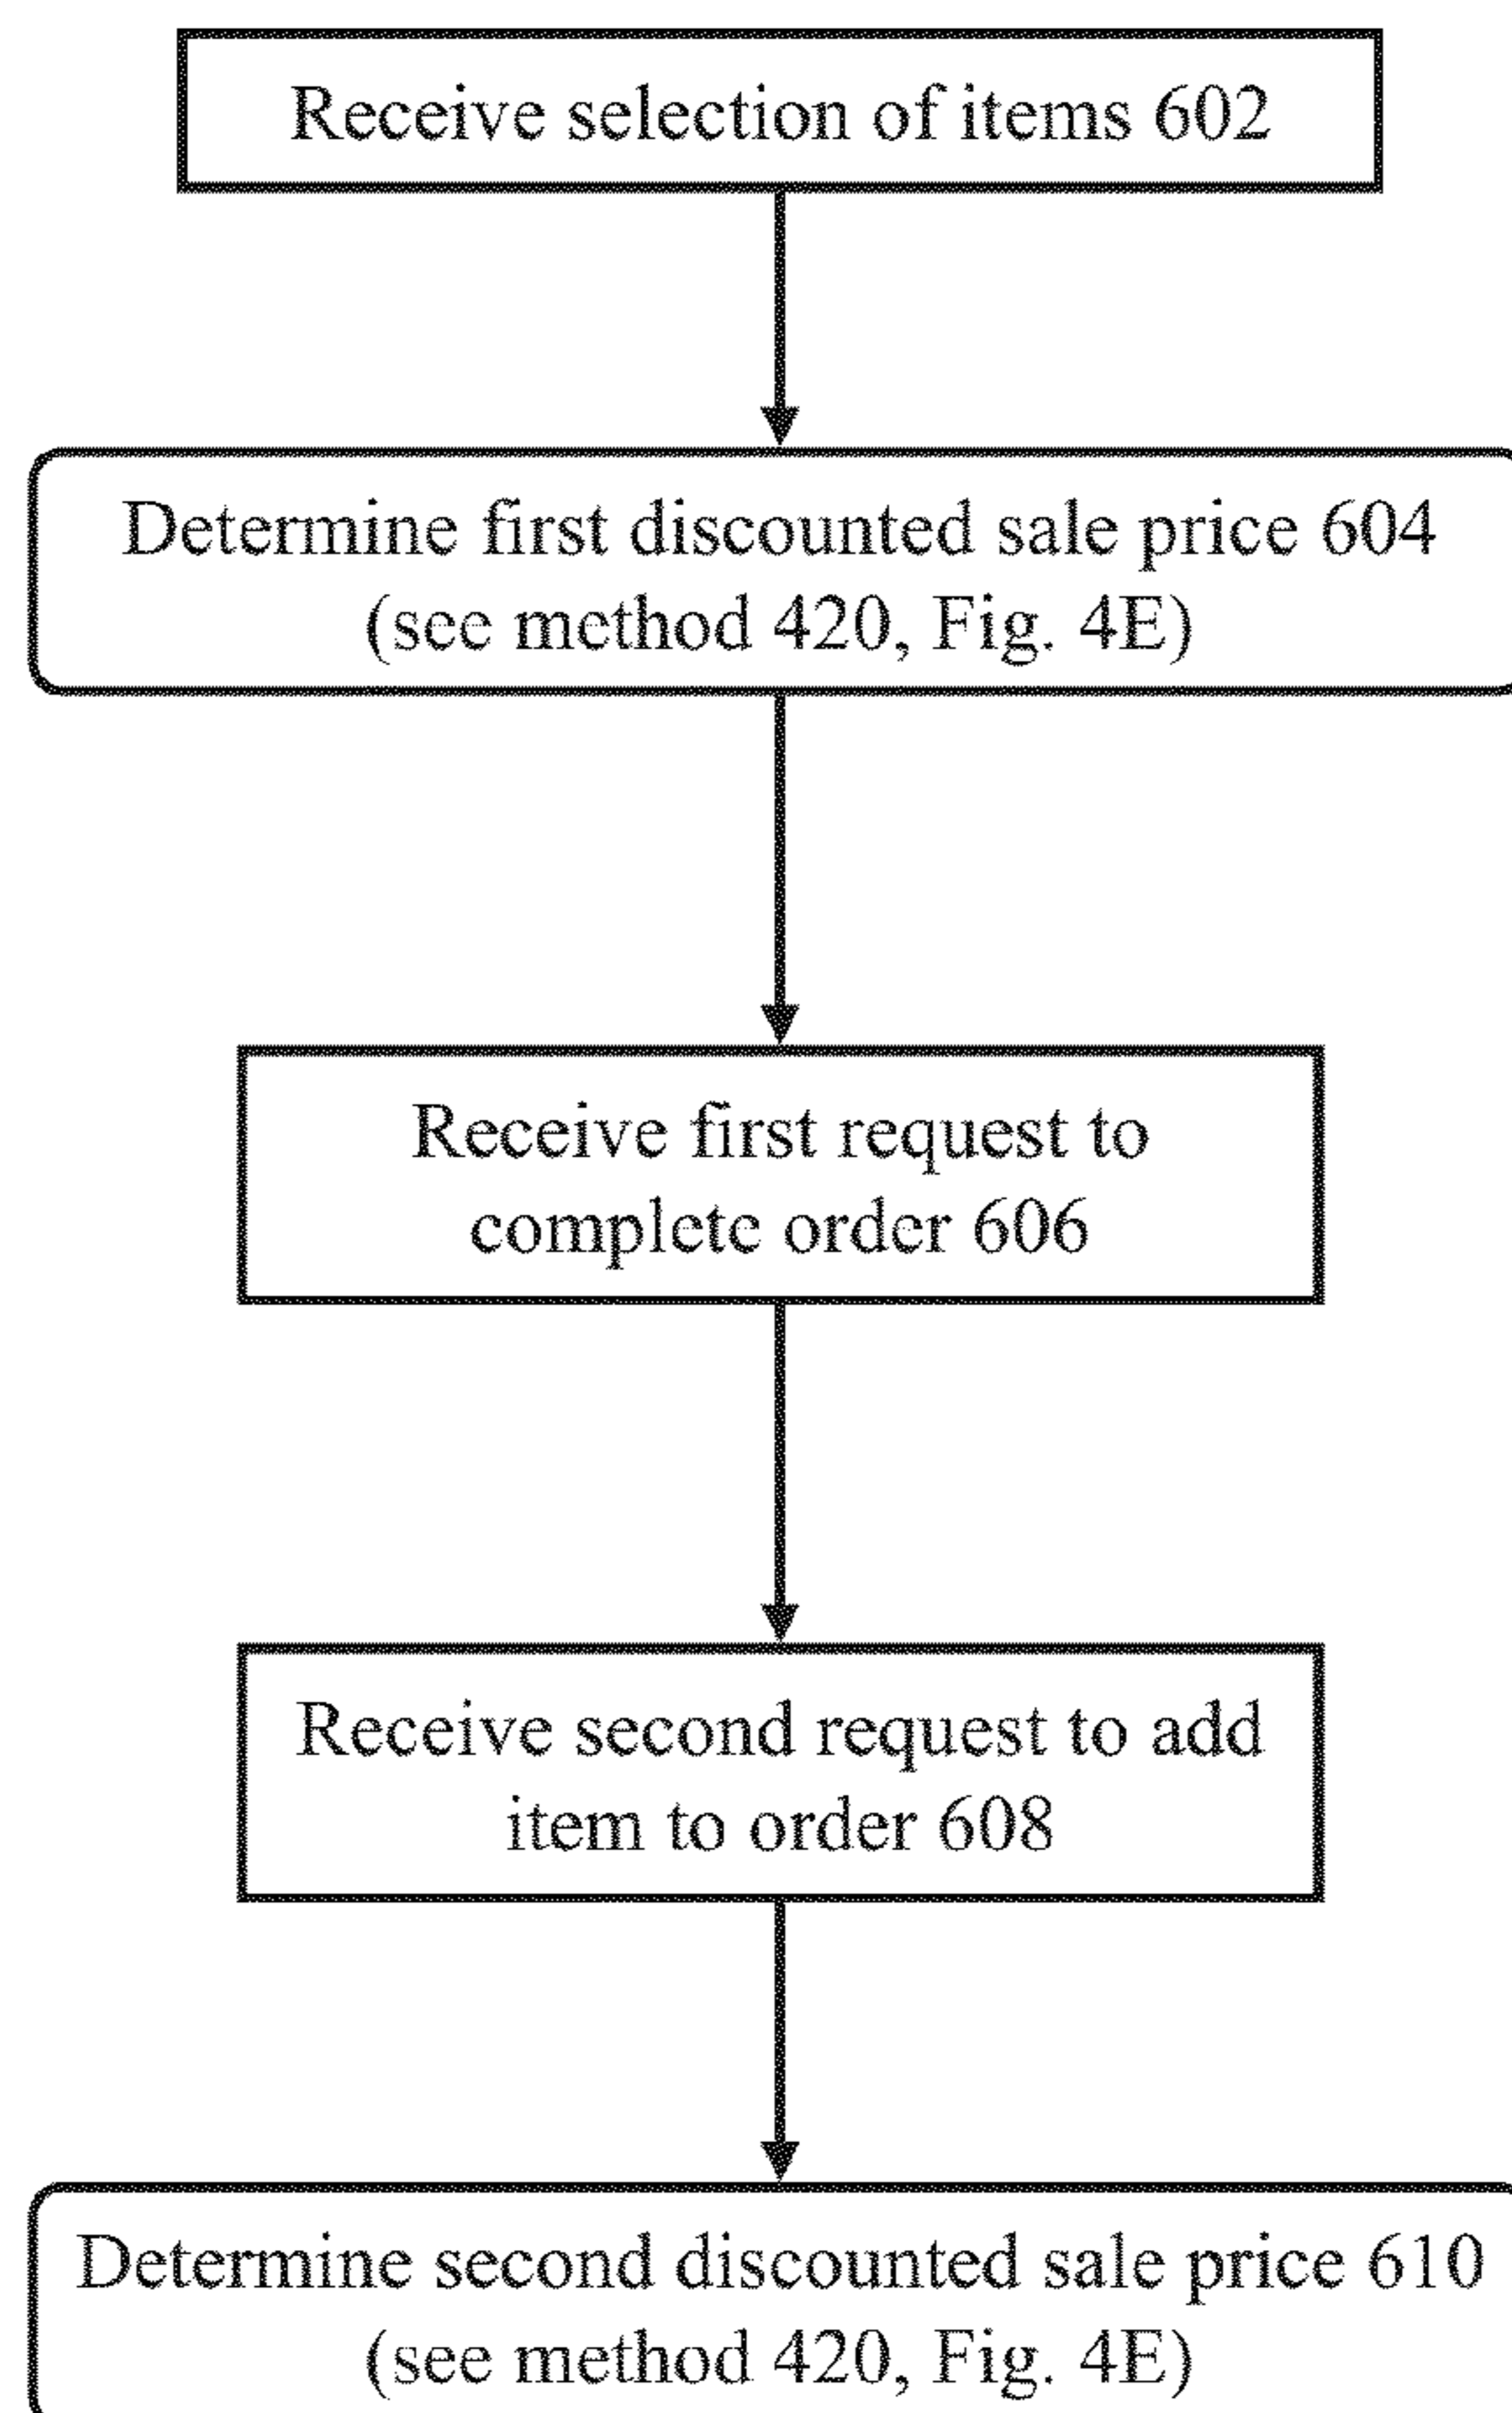 Receive selection of items 602
Determine first discounted sale price 604
(see method 420, Fig. 4E)
Receive first request to
complete order 606
Receive second request to add
item to order 608
Determine second discounted sale price 610
(see method 420, Fig. 4E)